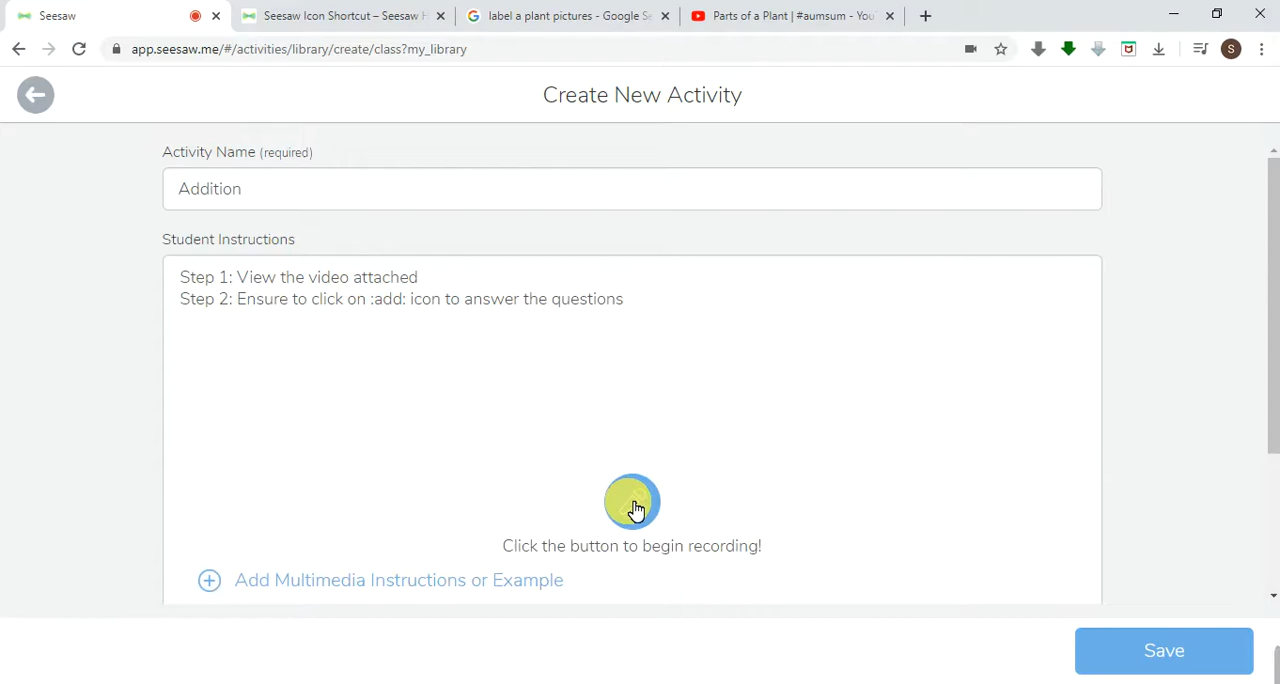 Seesaw
Seesaw Icon Shortcut – Seesaw H
label a plant pictures - Google Se
Parts of a Plant | #aumsum - You
app.seesaw.me/#/activities/library/create/class?my_library
S
Create New Activity
Activity Name (required)
Addition
Student Instructions
Step 1: View the video attached
Step 2: Ensure to click on :add: icon to answer the questions
Click the button to begin recording!
Add Multimedia Instructions or Example
Save